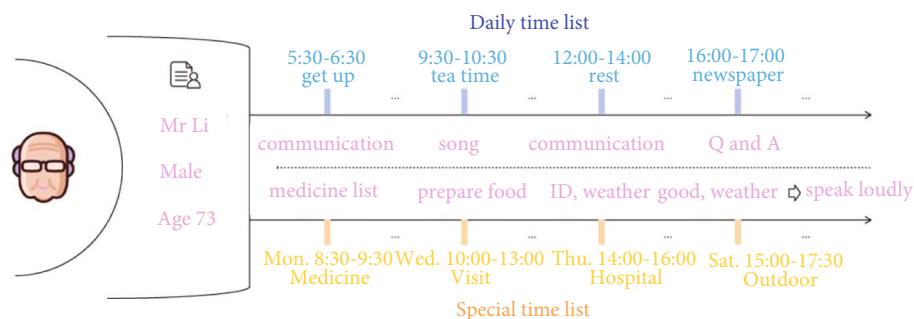 Daily time list
5:30-6:30 9:30-10:30 12:00-14:00 16:00-17:00
get up tea time rest newspaper
... ... ... ...
Mr Li
communication song communication Q and A
Male
medicine list prepare food ID, weather good, weather ⇨ speak loudly
Age 73
... ... ... ...
Mon. 8:30-9:30 Wed. 10:00-13:00 Thu. 14:00-16:00 Sat. 15:00-17:30
Medicine Visit Hospital Outdoor
Special time list